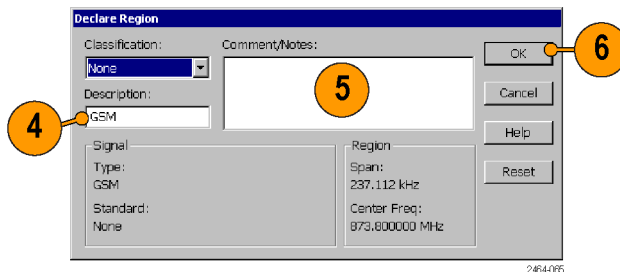 Declare Region
Classification:
None
Description:
GSM
Comment/Notes:
OK
Cancel
Help
Reset
Signal
Type:
GSM
Standard:
None
Region
Span:
237.112 kHz
Center Freq:
873.800000 MHz
4
5
6
2464-065